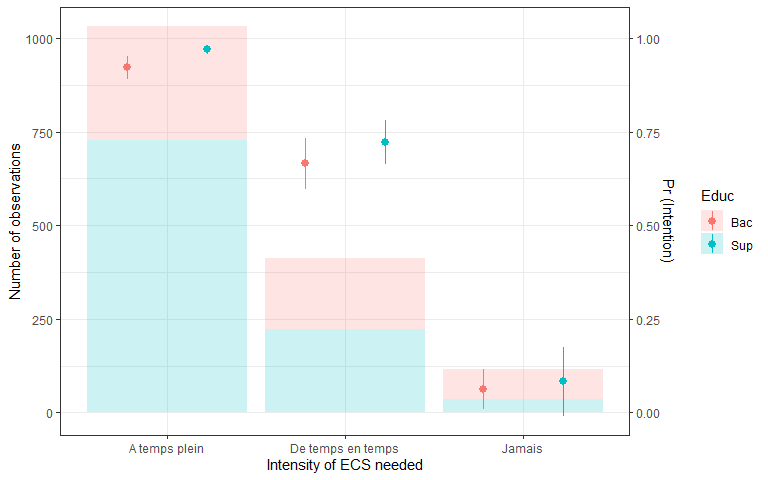 1000
750
500
250
0
Number of observations
1.00
0.75
0.50
0.25
0.00
Pr (Intention)
A temps plein
De temps en temps
Jamais
Intensity of ECS needed
Educ
Bac
Sup